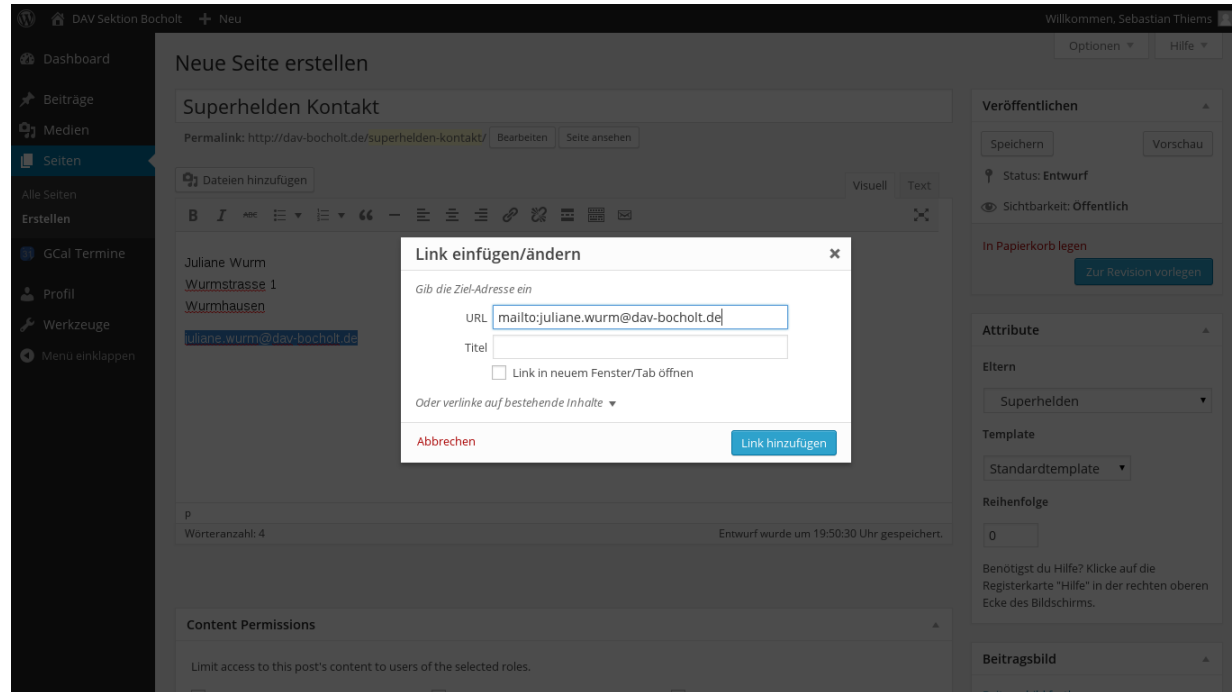 DAV Sektion Bocholt + Neu Willkommen, Sebastian Thiems
Optionen Hilfe
Dashboard
Beiträge
Medien
Seiten
Alle Seiten
Erstellen
GCal Termine
Profil
Werkzeuge
Menü einklappen
Neue Seite erstellen
Superhelden Kontakt
Permalink: http://dav-bocholt.de/superhelden-kontakt/ Bearbeiten Seite ansehen
Dateien hinzufügen Visuell Text
B I ABC
Juliane Wurm
Wurmstrasse 1
Wurmhausen
juliane.wurm@dav-bocholt.de
Link einfügen/ändern
Gib die Ziel-Adresse ein
URL mailto:juliane.wurm@dav-bocholt.de
Titel
Link in neuem Fenster/Tab öffnen
Oder verlinke auf bestehende Inhalte
Abbrechen Link hinzufügen
p
Wörteranzahl: 4 Entwurf wurde um 19:50:30 Uhr gespeichert.
Content Permissions
Limit access to this post's content to users of the selected roles.
Veröffentlichen
Speichern Vorschau
Status: Entwurf
Sichtbarkeit: Öffentlich
In Papierkorb legen
Zur Revision vorlegen
Attribute
Eltern
Superhelden
Template
Standardtemplate
Reihenfolge
0
Benötigst du Hilfe? Klicke auf die
Registerkarte "Hilfe" in der rechten oberen
Ecke des Bildschirms.
Beitragsbild